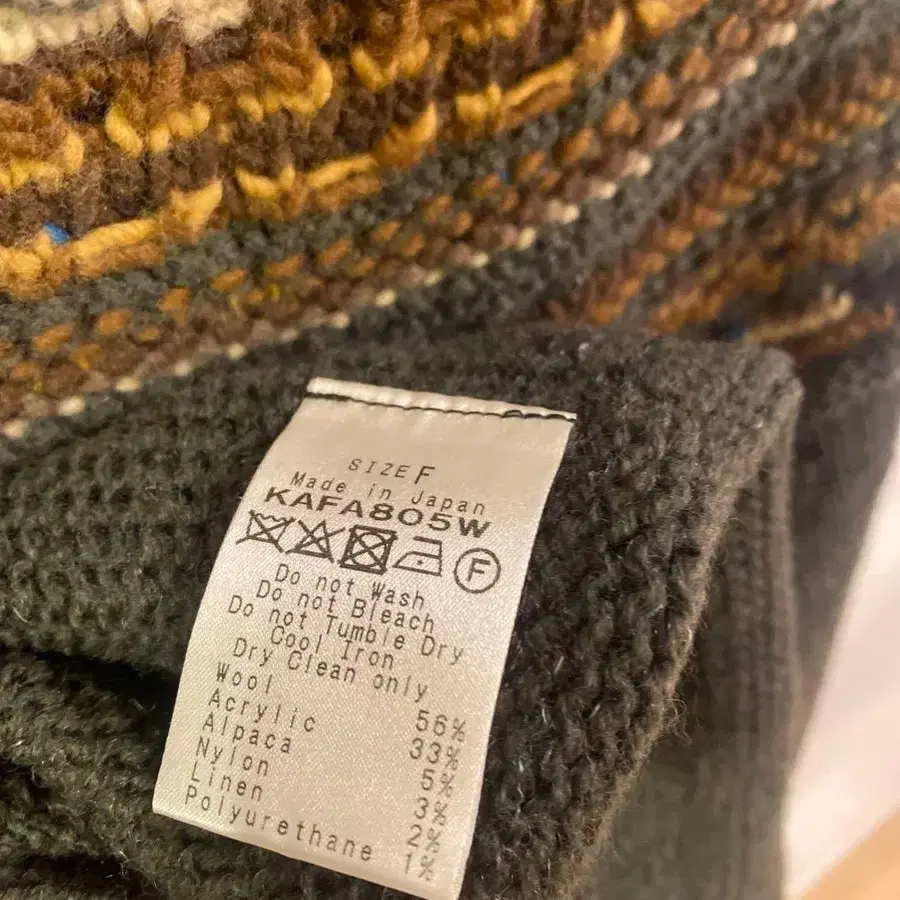 SIZE F
Made in Japan
KAFA805W
F
Do not Wash
Do not Bleach
Do not Tumble Dry
Cool Iron
Dry Clean only
Wool 56%
Acrylic 33%
Alpaca 5%
Nylon 3%
Linen 2%
Polyurethane 1%